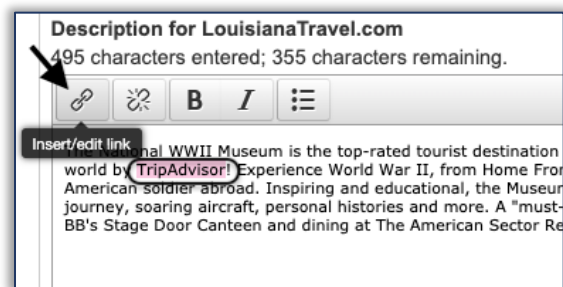 Description for LouisianaTravel.com
495 characters entered; 355 characters remaining.
B I
Insert/edit link
The National WWII Museum is the top-rated tourist destination
world by TripAdvisor! Experience World War II, from Home
American soldier abroad. Inspiring and educational, the Museum
journey, soaring aircraft, personal histories and more. A "must-
BB's Stage Door Canteen and dining at The American Sector